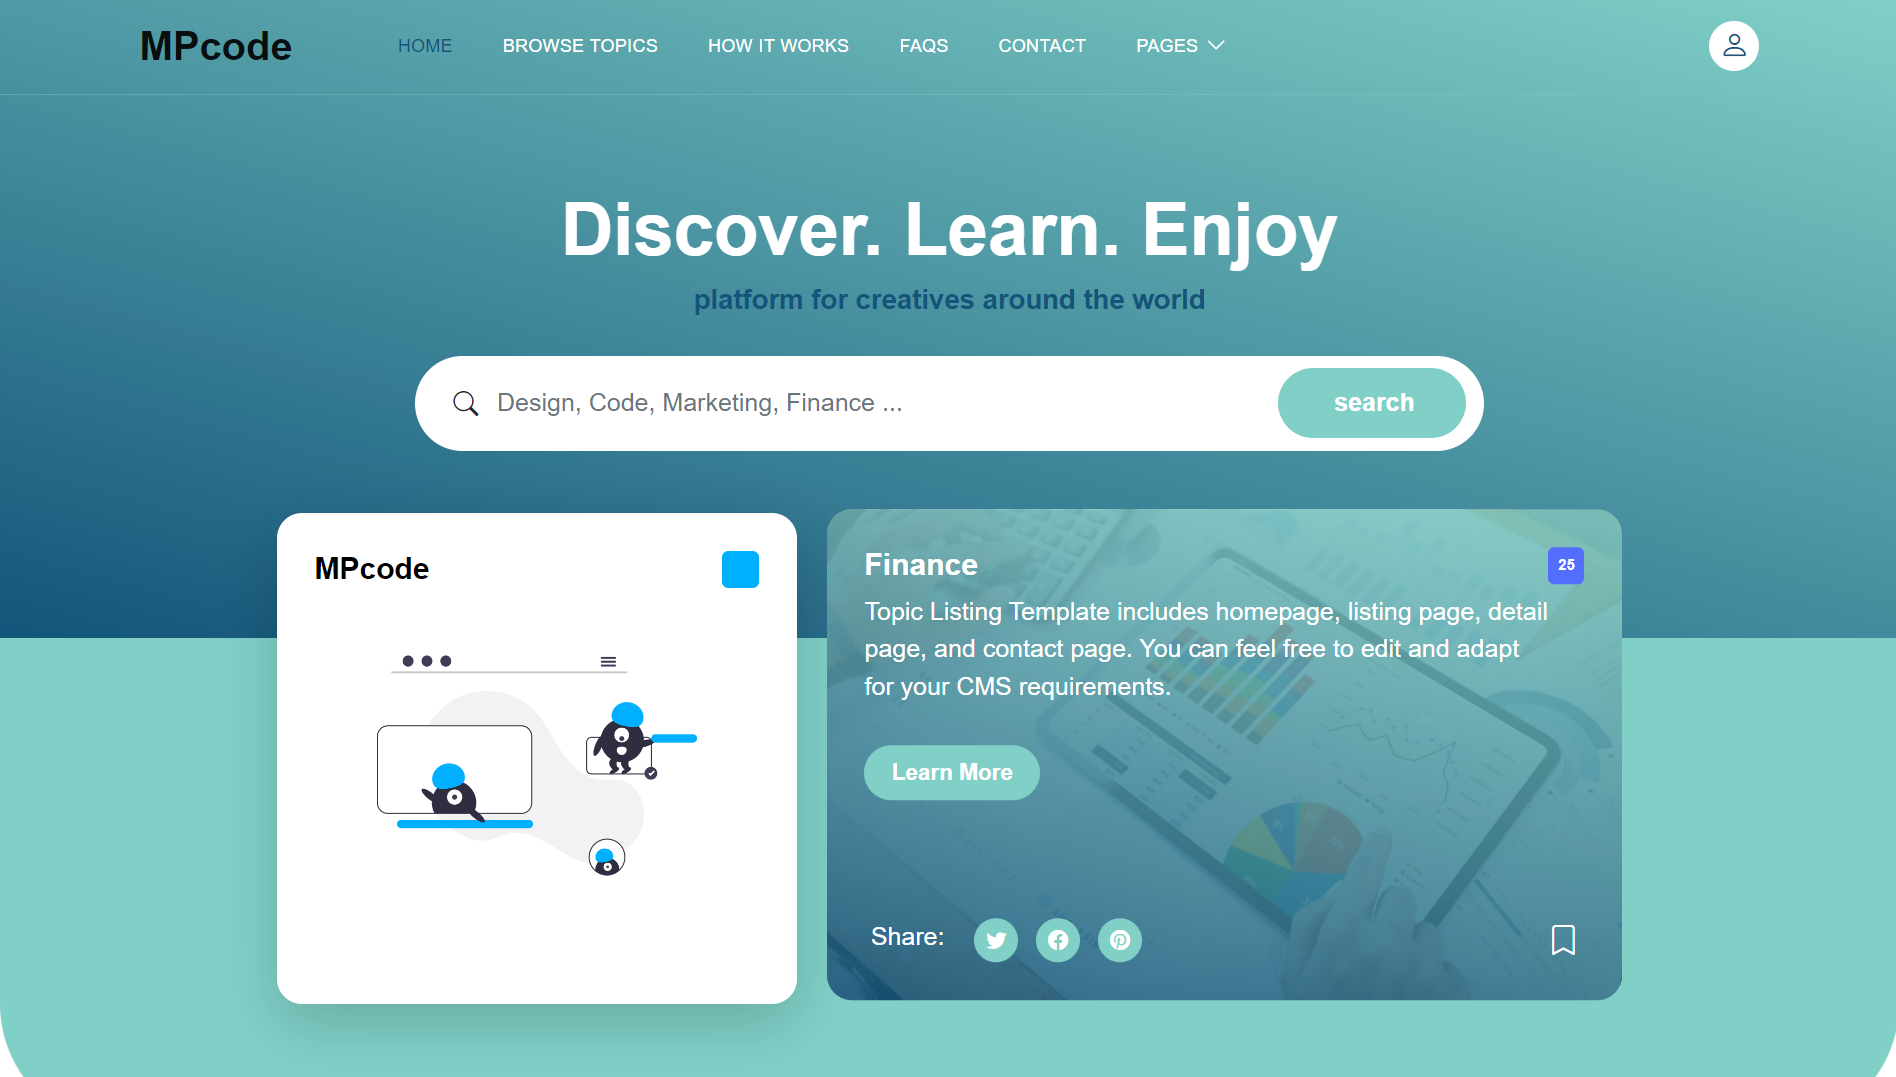 MPcode
HOME
BROWSE TOPICS
HOW IT WORKS
FAQS
CONTACT
PAGES
Discover. Learn. Enjoy
platform for creatives around the world
Design, Code, Marketing, Finance ...
search
MPcode
Finance
25
Topic Listing Template includes homepage, listing page, detail
page, and contact page. You can feel free to edit and adapt
for your CMS requirements.
Learn More
Share: